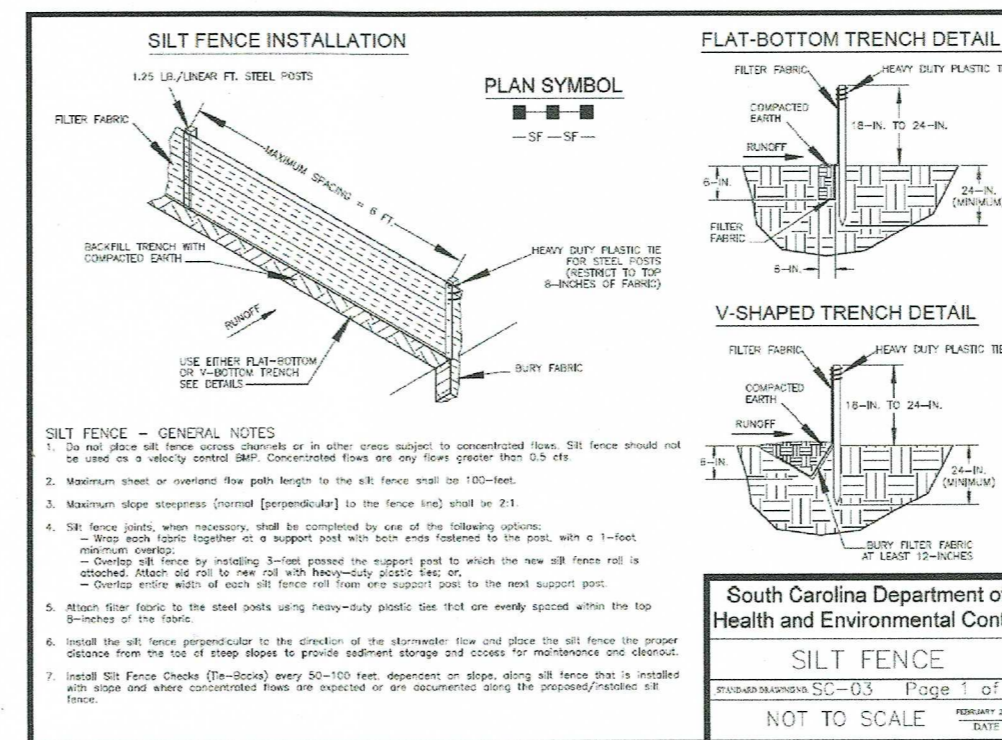 SILT FENCE INSTALLATION
1.25 LB./LINEAR FT. STEEL POSTS
FILTER FABRIC
MAXIMUM SPACING = 6 FT.
BACKFILL TRENCH WITH
COMPACTED EARTH
RUNOFF
USE EITHER FLAT-BOTTOM
OR V-BOTTOM TRENCH
SEE DETAILS
HEAVY DUTY PLASTIC TIE
FOR STEEL POSTS
(RESTRICT TO TOP
8-INCHES OF FABRIC)
BURY FABRIC
PLAN SYMBOL
—SF—SF—
FLAT-BOTTOM TRENCH DETAIL
FILTER FABRIC
HEAVY DUTY PLASTIC
COMPACTED
EARTH
18-IN. TO 24-IN.
RUNOFF
6-IN.
24-IN.
(MINIMUM)
FILTER
FABRIC
6-IN.
V-SHAPED TRENCH DETAIL
FILTER FABRIC
HEAVY DUTY PLASTIC TIE
COMPACTED
EARTH
18-IN. TO 24-IN.
RUNOFF
6-IN.
24-IN.
(MINIMUM)
BURY FILTER FABRIC
AT LEAST 12-INCHES
SILT FENCE - GENERAL NOTES
1. Do not place silt fence across channels or in other areas subject to concentrated flows. Silt fence should not
be used as a velocity control BMP. Concentrated flows are any flows greater than 0.5 cfs.
2. Maximum sheet or overland flow path length to the silt fence shall be 100-feet.
3. Maximum slope steepness (normal [perpendicular] to the fence line) shall be 2:1.
4. Silt fence joints, when necessary, shall be completed by one of the following options:
— Wrap each fabric together at a support post with both ends fastened to the post, with a 1-foot
minimum overlap;
— Overlap silt fence by installing 3-feet passed the support post to which the new silt fence roll is
attached. Attach old roll to new roll with heavy-duty plastic ties; or,
— Overlap entire width of each silt fence roll from one support post to the next support post.
5. Attach filter fabric to the steel posts using heavy-duty plastic ties that are evenly spaced within the top
8-inches of the fabric.
6. Install the silt fence perpendicular to the direction of the stormwater flow and place the silt fence the proper
distance from the toe of steep slopes to provide sediment storage and access for maintenance and cleanout.
7. Install Silt Fence Checks (Tie-Backs) every 50-100 feet, dependent on slope, along silt fence that is installed
with slope and where concentrated flows are expected or are documented along the proposed/installed silt
fence.
South Carolina Department of
Health and Environmental Cont
SILT FENCE
STANDARD DRAWING NO. SC-03 Page 1 of
NOT TO SCALE FEBRUARY
DATE